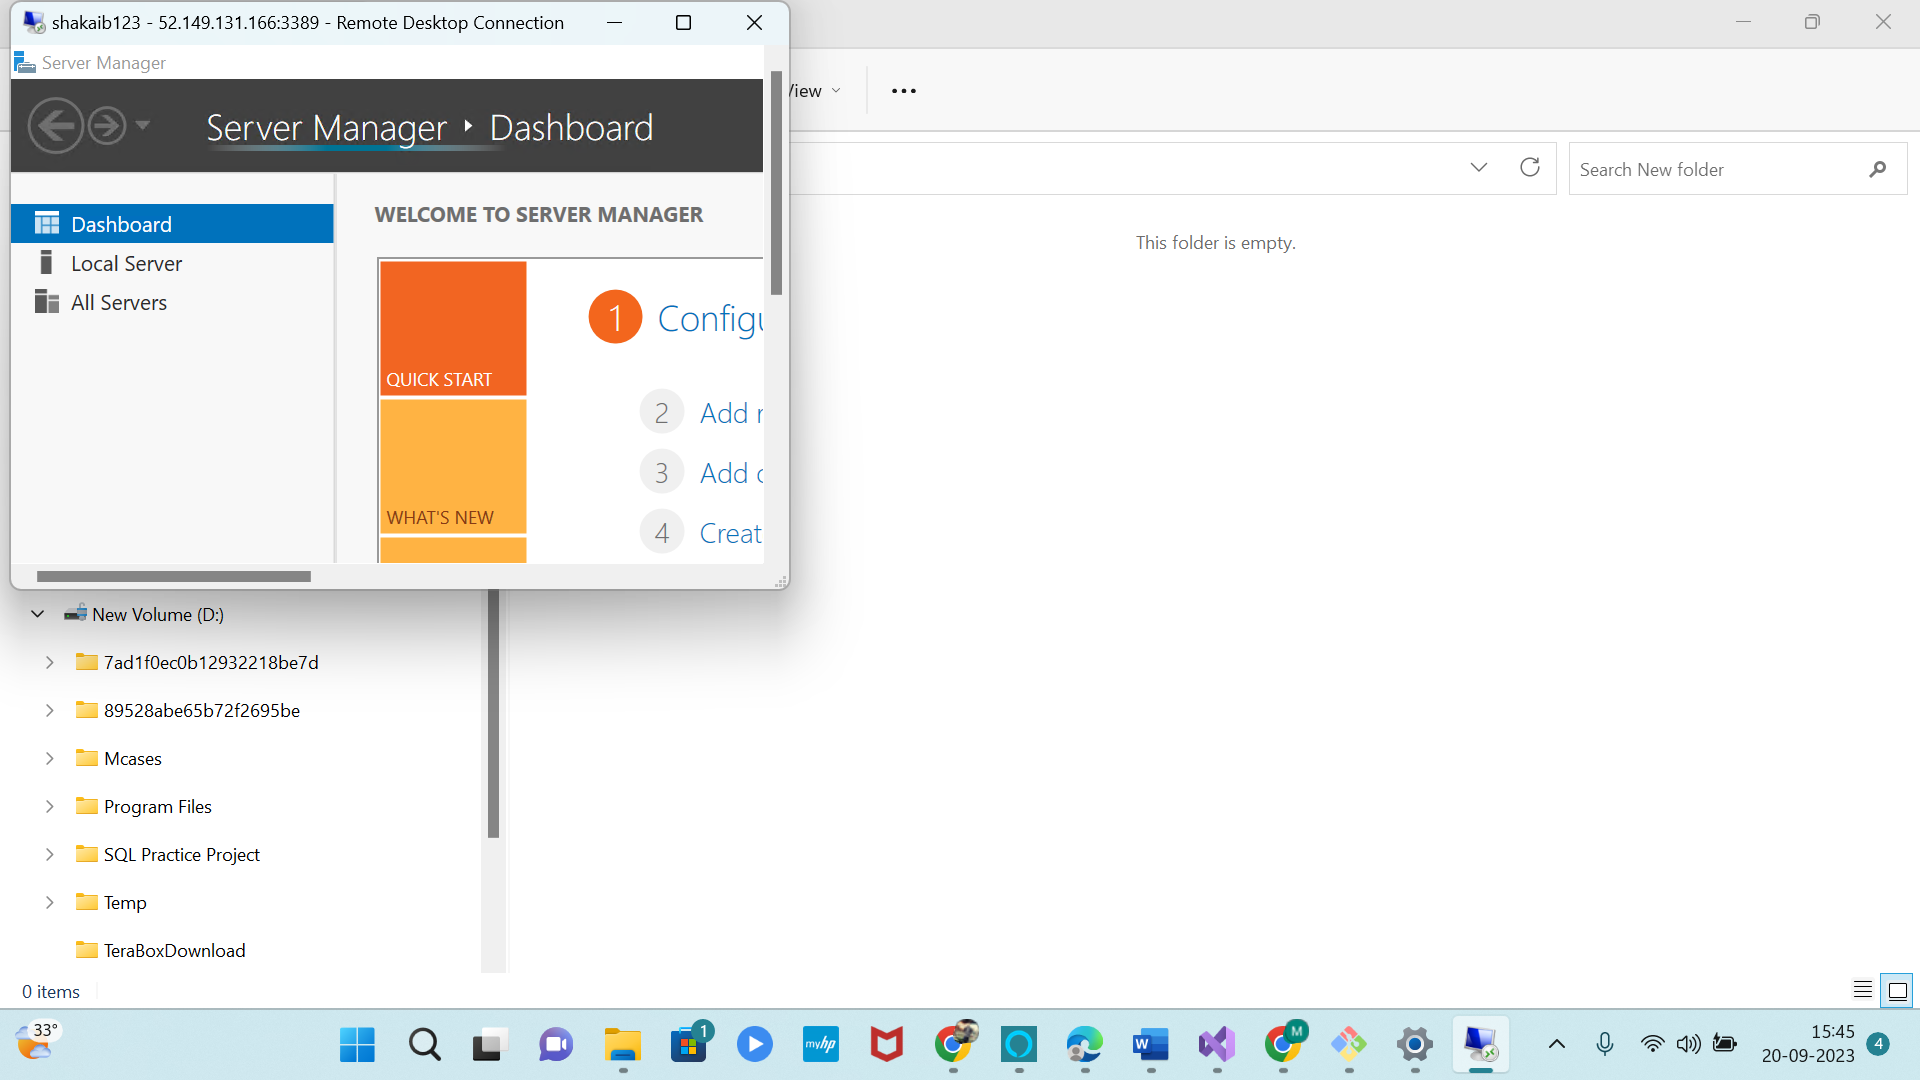 shakaib123 - 52.149.131.166:3389 - Remote Desktop Connection
Server Manager
Server Manager Dashboard
View
Search New folder
Dashboard
Local Server
All Servers
WELCOME TO SERVER MANAGER
This folder is empty.
QUICK START
WHAT'S NEW
1 Configu
2 Add r
3 Add
4 Creat
New Volume (D:)
7ad1f0ec0b12932218be7d
89528abe65b72f2695be
Mcases
Program Files
SQL Practice Project
Temp
TeraBoxDownload
0 items
33°
1
myhp
W
M
15:45
20-09-2023
4